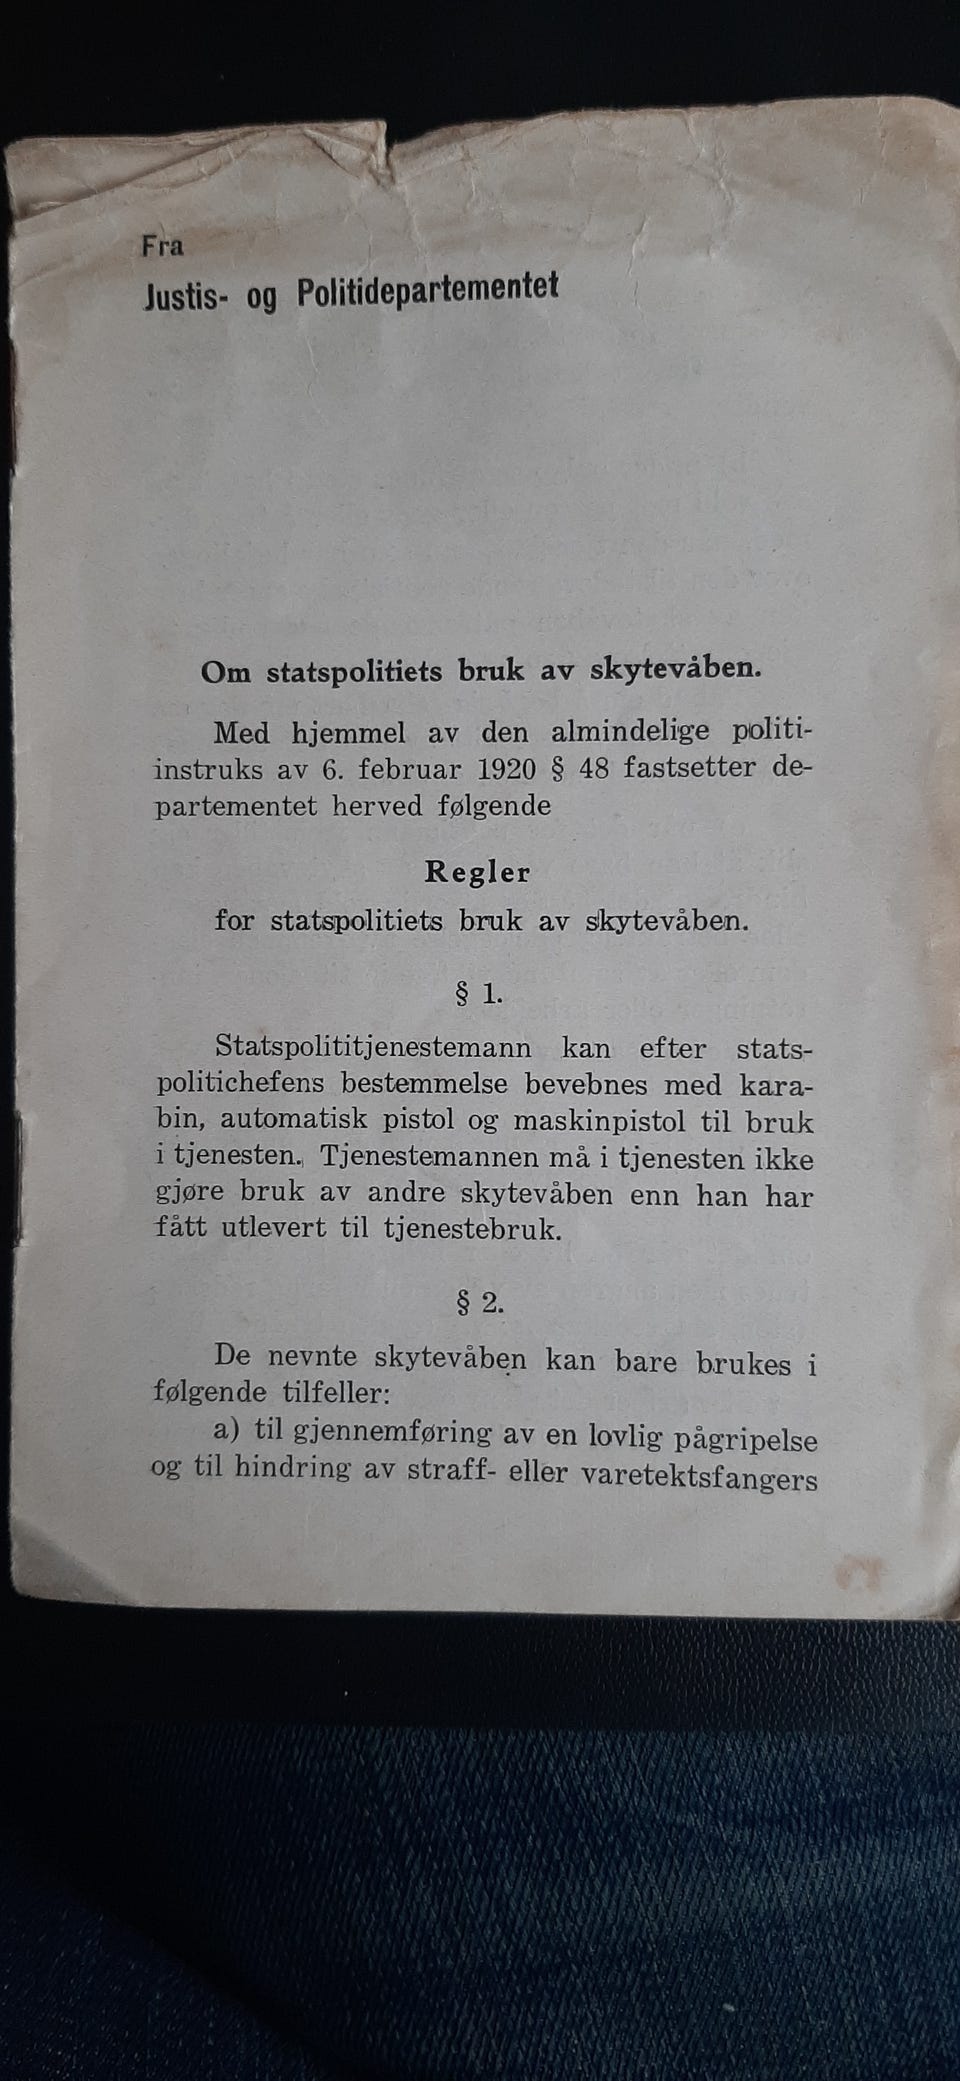 Fra
Justis- og Politidepartementet
Om statspolitiets bruk av skytevåben.
Med hjemmel av den almindelige politi-
instruks av 6. februar 1920 § 48 fastsetter de-
partementet herved følgende
Regler
for statspolitiets bruk av skytevåben.
§ 1.
Statspolititjenestemann kan efter stats-
politichefens bestemmelse bevebnes med kara-
bin, automatisk pistol og maskinpistol til bruk
i tjenesten. Tjenestemannen må i tjenesten ikke
gjøre bruk av andre skytevåben enn han har
fått utlevert til tjenestebruk.
§ 2.
De nevnte skytevåben kan bare brukes i
følgende tilfeller:
a) til gjennemføring av en lovlig pågripelse
og til hindring av straff- eller varetektsfangers